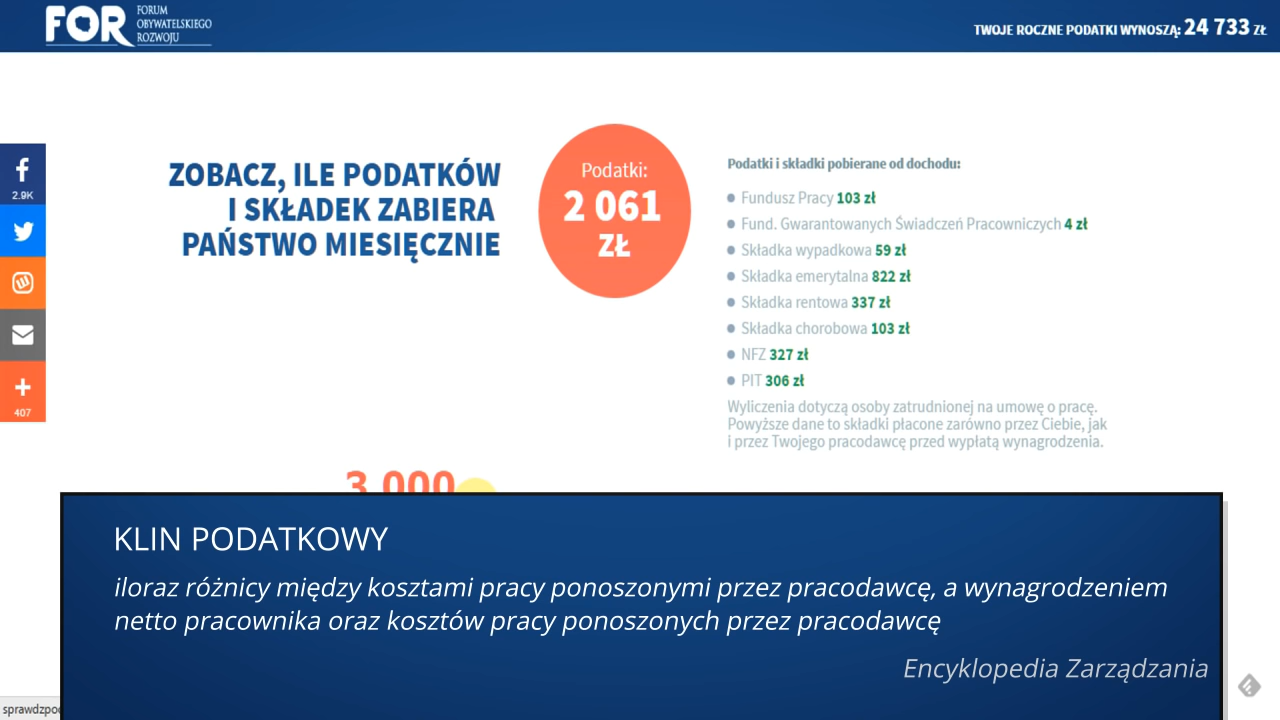 FOR
FORUM
OBYWATELSKIEGO
ROZWOJU
TWOJE ROCZNE PODATKI WYNOSZĄ: 24 733 ZŁ
2.9K
407
ZOBACZ, ILE PODATKÓW
I SKŁADEK ZABIERA
PAŃSTWO MIESIĘCZNIE
Podatki:
2 061
ZŁ
Podatki i składki pobierane od dochodu:
Fundusz Pracy 103 zł
Fund. Gwarantowanych Świadczeń Pracowniczych 4 zł
Składka wypadkowa 59 zł
Składka emerytalna 822 zł
Składka rentowa 337 zł
Składka chorobowa 103 zł
NFZ 327 zł
PIT 306 zł
Wyliczenia dotyczą osoby zatrudnionej na umowę o pracę.
Powyższe dane to składki płacone zarówno przez Ciebie, jak
i przez Twojego pracodawcę przed wypłatą wynagrodzenia.
3 000
KLIN PODATKOWY
iloraz różnicy między kosztami pracy ponoszonymi przez pracodawcę, a wynagrodzeniem
netto pracownika oraz kosztów pracy ponoszonych przez pracodawcę
Encyklopedia Zarządzania